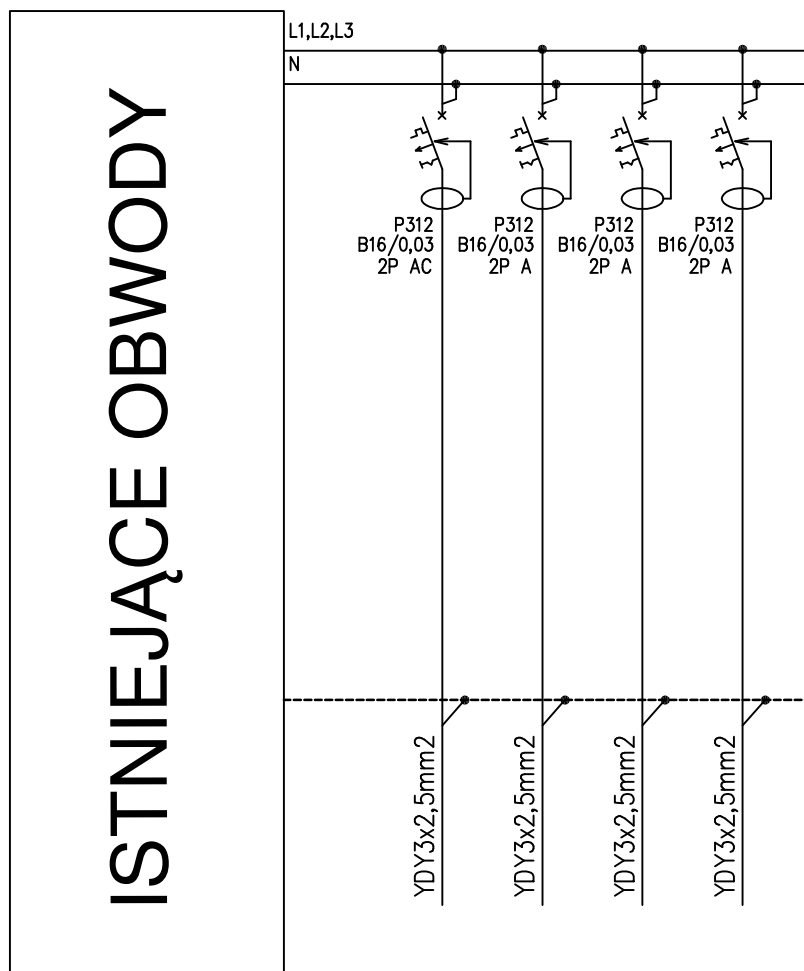 ISTNIEJĄCE OBWODY
L1,L2,L3
N
P312
B16/0,03
2P AC
P312
B16/0,03
2P A
P312
B16/0,03
2P A
P312
B16/0,03
2P A
YDY3x2,5mm2
YDY3x2,5mm2
YDY3x2,5mm2
YDY3x2,5mm2